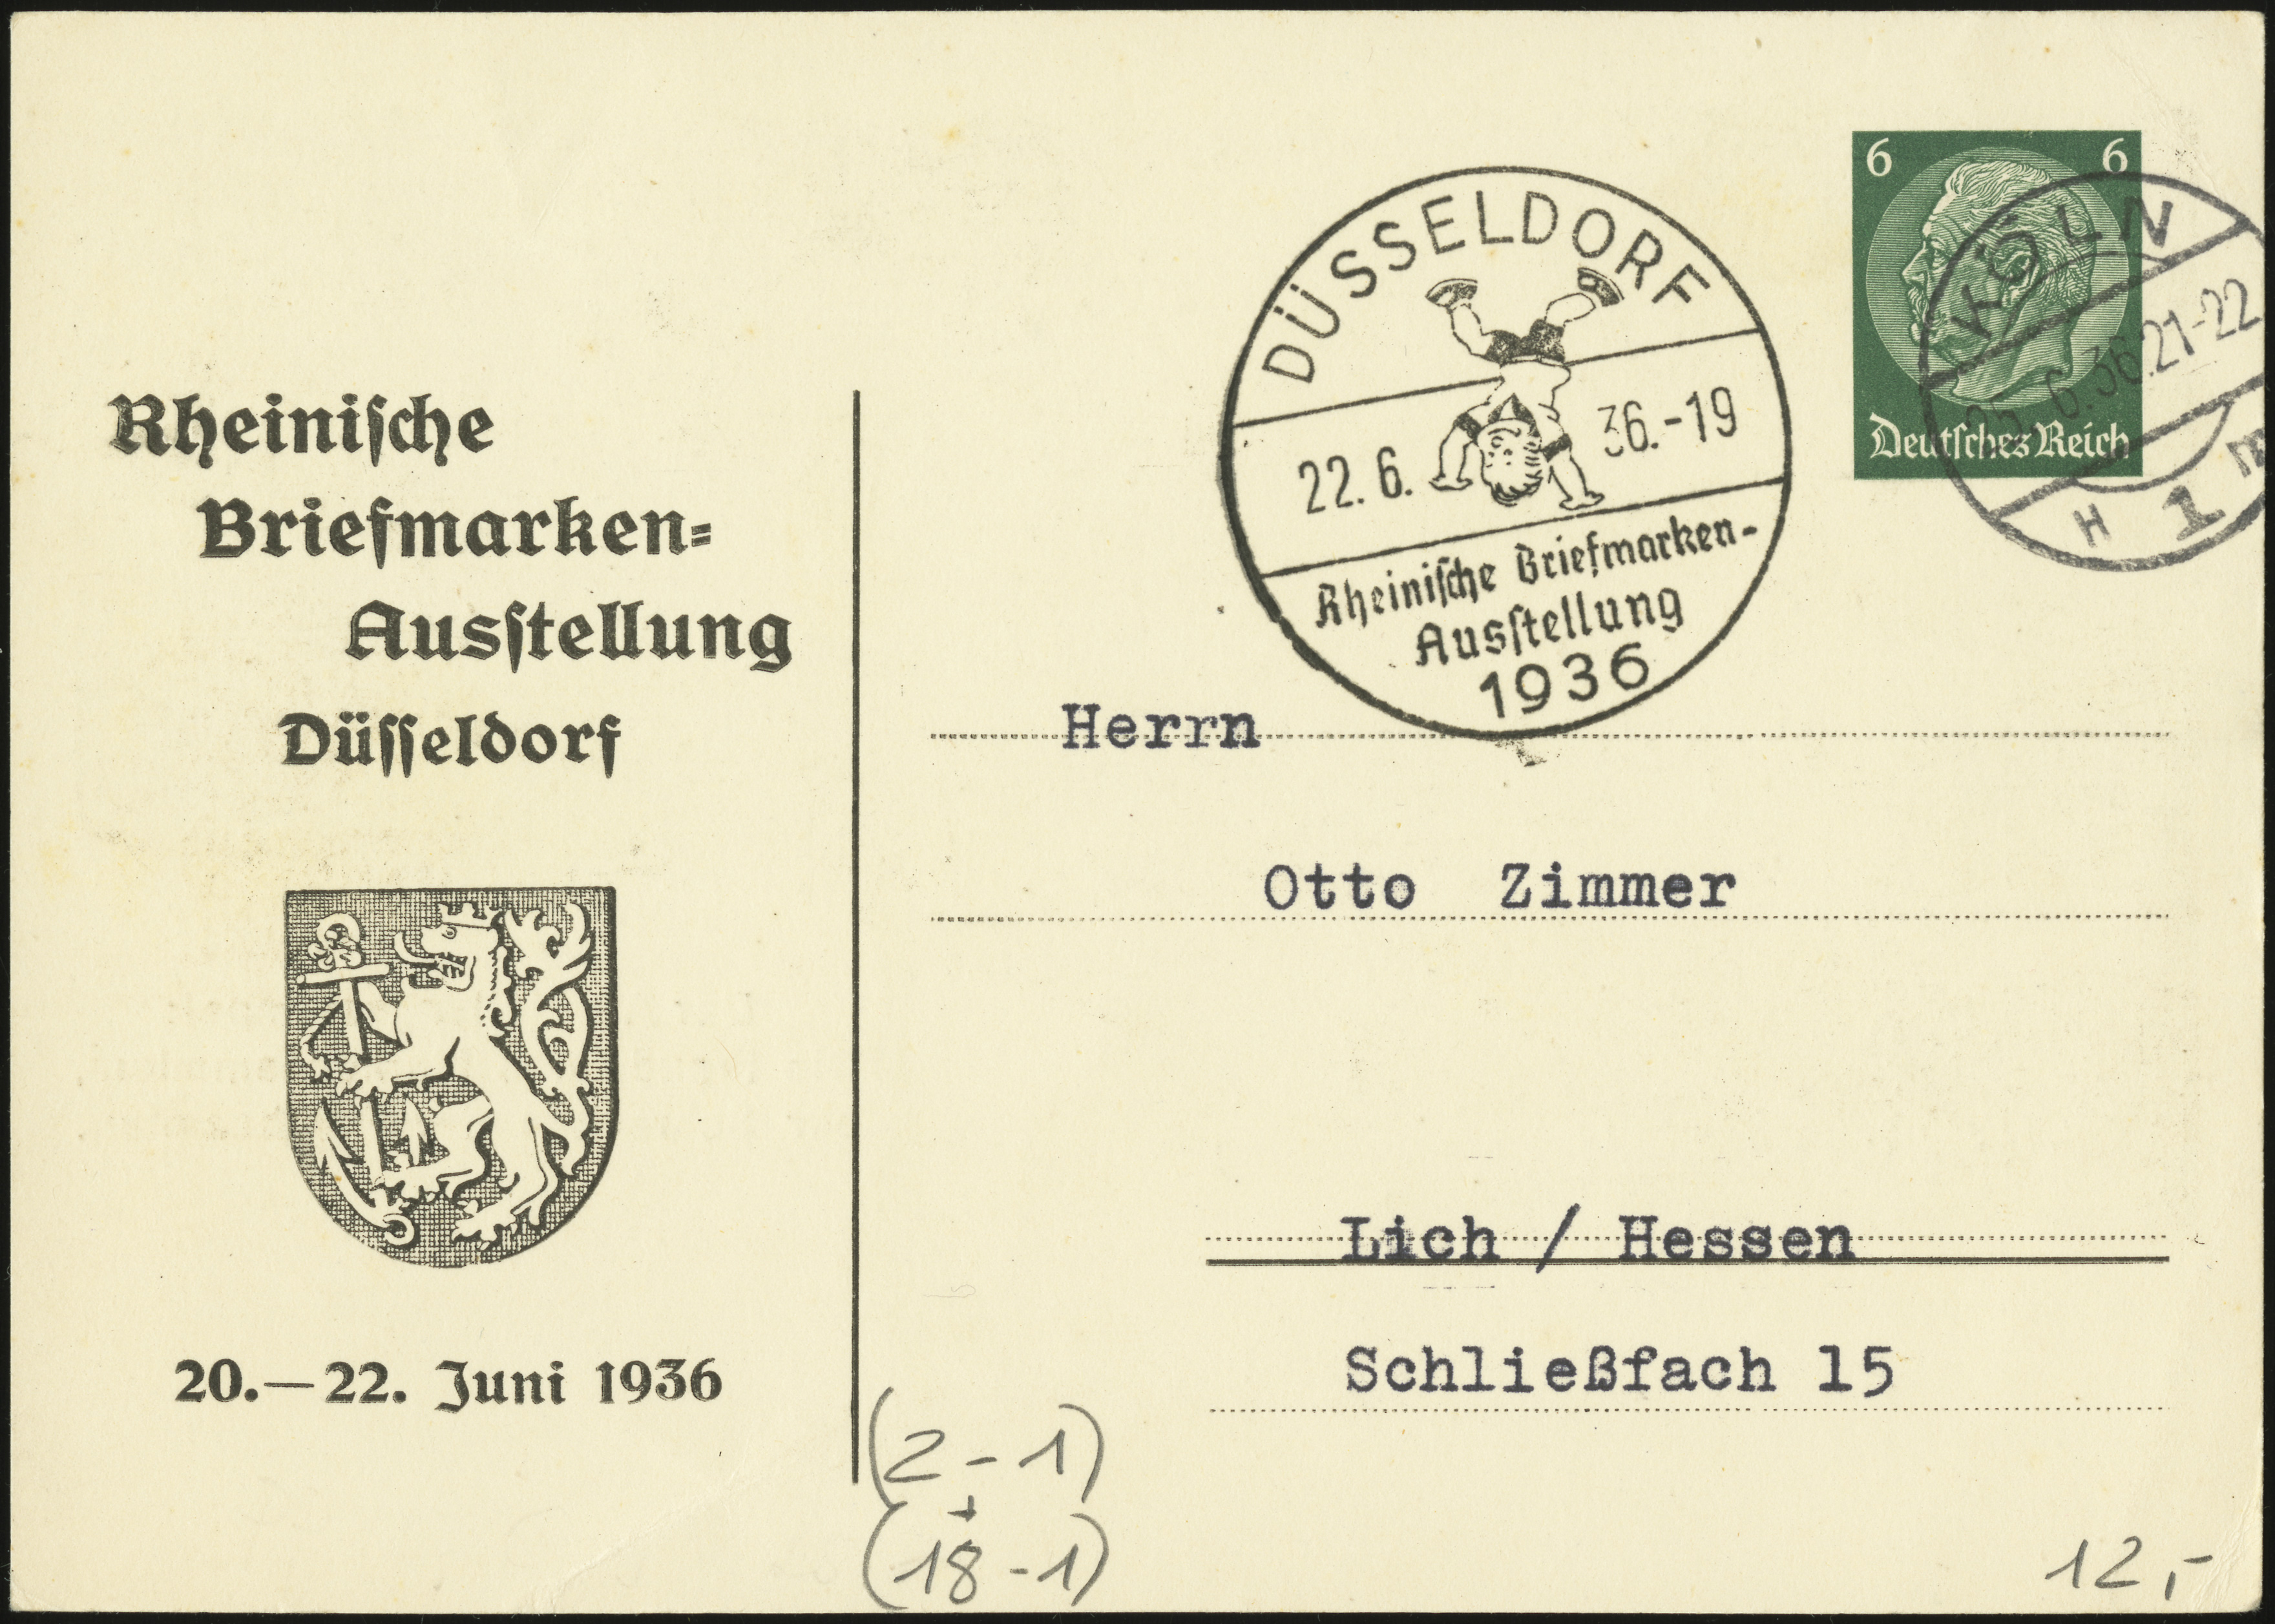 Rheinische
Briefmarken=
Ausstellung
Düsseldorf
20.—22. Juni 1936
DÜSSELDORF
22.6. 36.-19
Rheinische Briefmarken-
Ausstellung
1936
6 6
Deutsches Reich
KÖLN
25.6.36.21-22
H 1 m
Herrn
Otto Zimmer
Lich / Hessen
Schließfach 15
(2-1)
+
(18-1)
12,-